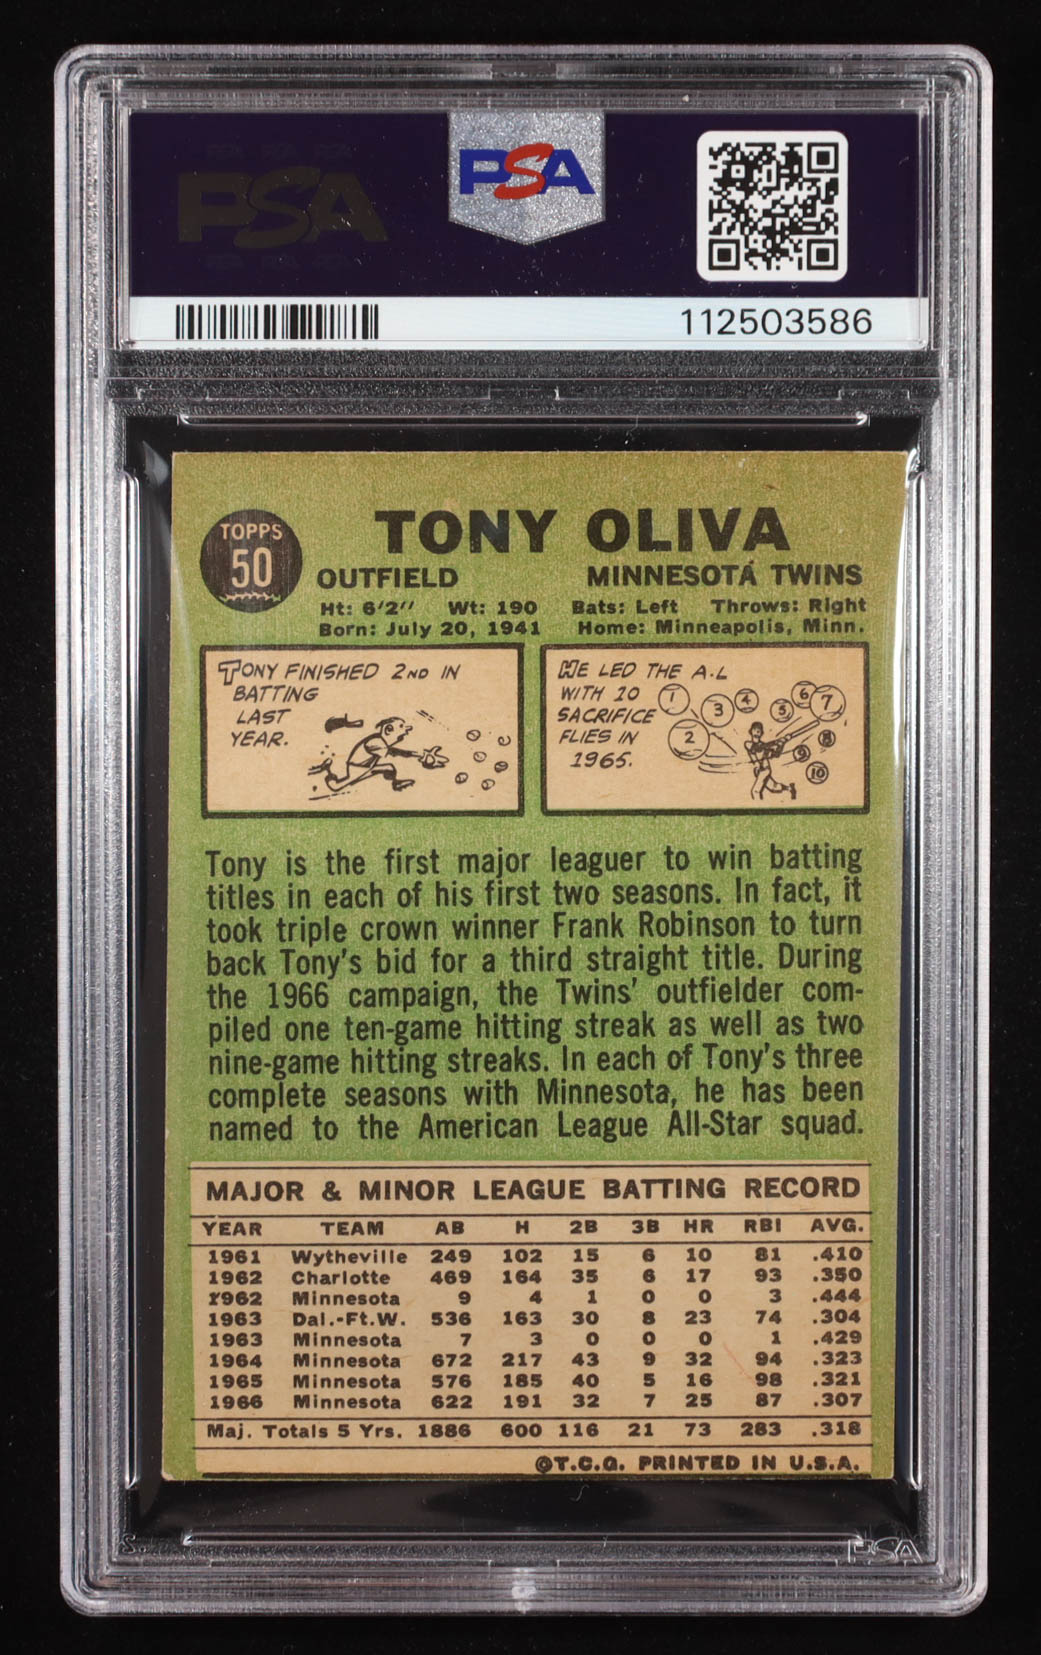 PSA
PSA
112503586
TOPPS
50
TONY OLIVA
OUTFIELD
MINNESOTA TWINS
Ht: 6'2" Wt: 190 Bats: Left Throws: Right
Born: July 20, 1941 Home: Minneapolis, Minn.
TONY FINISHED 2ND IN
BATTING
LAST
YEAR.
HE LED THE A.L
WITH 10
SACRIFICE
FLIES IN
1965.
1
2
3
4
5
6
7
8
9
10
Tony is the first major leaguer to win batting
titles in each of his first two seasons. In fact, it
took triple crown winner Frank Robinson to turn
back Tony's bid for a third straight title. During
the 1966 campaign, the Twins' outfielder com-
piled one ten-game hitting streak as well as two
nine-game hitting streaks. In each of Tony's three
complete seasons with Minnesota, he has been
named to the American League All-Star squad.
MAJOR & MINOR LEAGUE BATTING RECORD
YEAR TEAM AB H 2B 3B HR RBI AVG.
1961 Wytheville 249 102 15 6 10 81 .410
1962 Charlotte 469 164 35 6 17 93 .350
1962 Minnesota 9 4 1 0 0 3 .444
1963 Dal.-Ft.W. 536 163 30 8 23 74 .304
1963 Minnesota 7 3 0 0 0 1 .429
1964 Minnesota 672 217 43 9 32 94 .323
1965 Minnesota 576 185 40 5 16 98 .321
1966 Minnesota 622 191 32 7 25 87 .307
Maj. Totals 5 Yrs. 1886 600 116 21 73 283 .318
©T.C.G. PRINTED IN U.S.A.
PSA